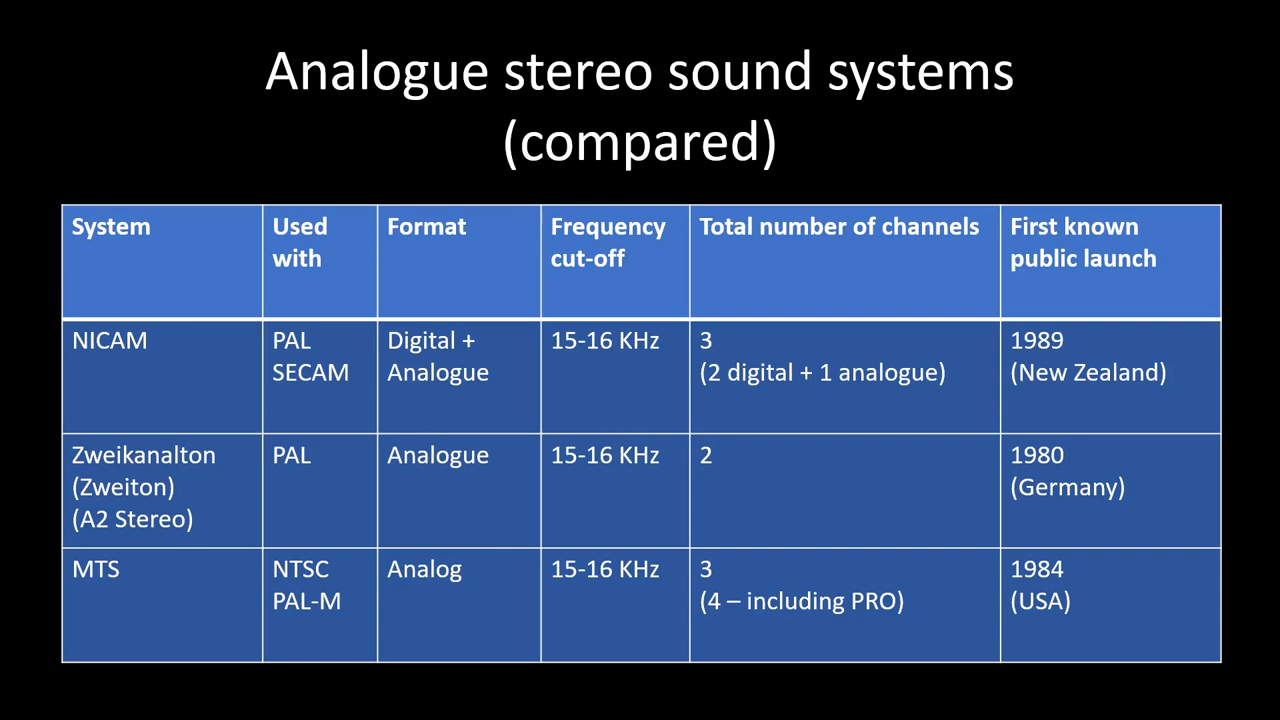 Analogue stereo sound systems
(compared)
System
Used
with
Format
Frequency
cut-off
Total number of channels
First known
public launch
NICAM
PAL
SECAM
Digital +
Analogue
15-16 KHz
3
(2 digital + 1 analogue)
1989
(New Zealand)
Zweikanalton
(Zweiton)
(A2 Stereo)
PAL
Analogue
15-16 KHz
2
1980
(Germany)
MTS
NTSC
PAL-M
Analog
15-16 KHz
3
(4 – including PRO)
1984
(USA)